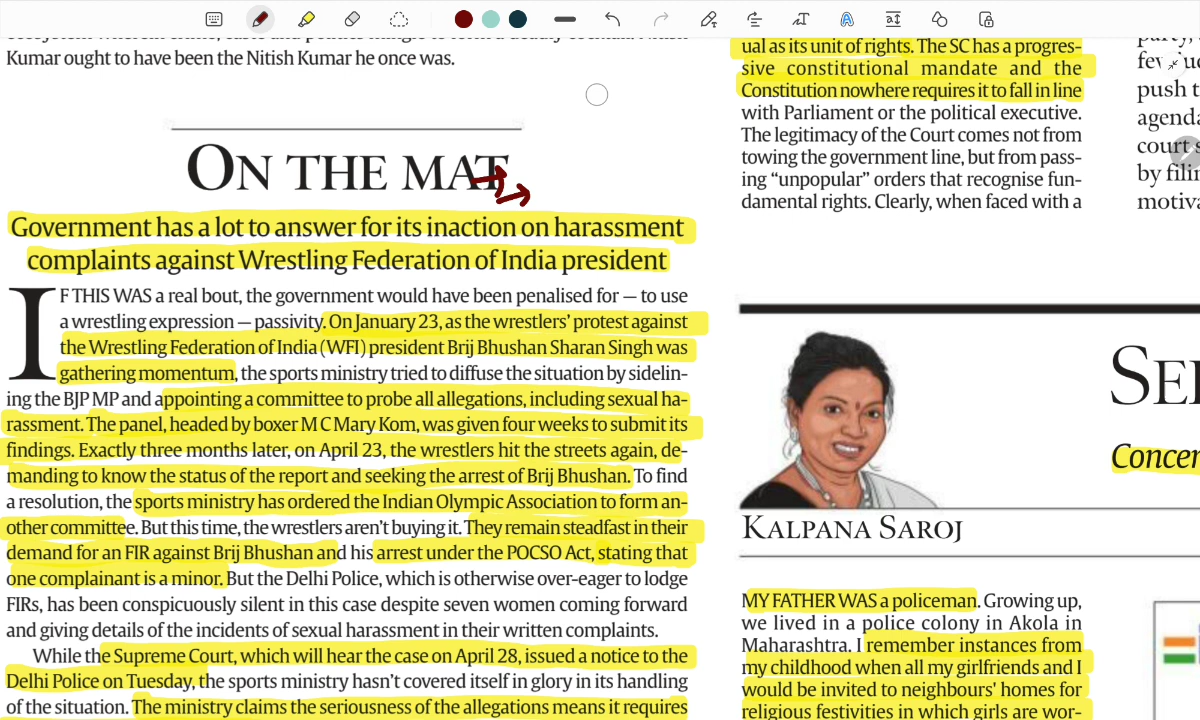 Kumar ought to have been the Nitish Kumar he once was.
ON THE MAT
Government has a lot to answer for its inaction on harassment
complaints against Wrestling Federation of India president
IF THIS WAS a real bout, the government would have been penalised for — to use
a wrestling expression — passivity. On January 23, as the wrestlers' protest against
the Wrestling Federation of India (WFI) president Brij Bhushan Sharan Singh was
gathering momentum, the sports ministry tried to diffuse the situation by sidelin-
ing the BJP MP and appointing a committee to probe all allegations, including sexual ha-
rassment. The panel, headed by boxer M C Mary Kom, was given four weeks to submit its
findings. Exactly three months later, on April 23, the wrestlers hit the streets again, de-
manding to know the status of the report and seeking the arrest of Brij Bhushan. To find
a resolution, the sports ministry has ordered the Indian Olympic Association to form an-
other committee. But this time, the wrestlers aren't buying it. They remain steadfast in their
demand for an FIR against Brij Bhushan and his arrest under the POCSO Act, stating that
one complainant is a minor. But the Delhi Police, which is otherwise over-eager to lodge
FIRs, has been conspicuously silent in this case despite seven women coming forward
and giving details of the incidents of sexual harassment in their written complaints.
While the Supreme Court, which will hear the case on April 28, issued a notice to the
Delhi Police on Tuesday, the sports ministry hasn't covered itself in glory in its handling
of the situation. The ministry claims the seriousness of the allegations means it requires
ual as its unit of rights. The SC has a progres-
sive constitutional mandate and the
Constitution nowhere requires it to fall in line
with Parliament or the political executive.
The legitimacy of the Court comes not from
towing the government line, but from pass-
ing "unpopular" orders that recognise fun-
damental rights. Clearly, when faced with a
KALPANA SAROJ
MY FATHER WAS a policeman. Growing up,
we lived in a police colony in Akola in
Maharashtra. I remember instances from
my childhood when all my girlfriends and I
would be invited to neighbours' homes for
religious festivities in which girls are wor-
push t
agenda
court s
by filin
motiva
SE
Concer